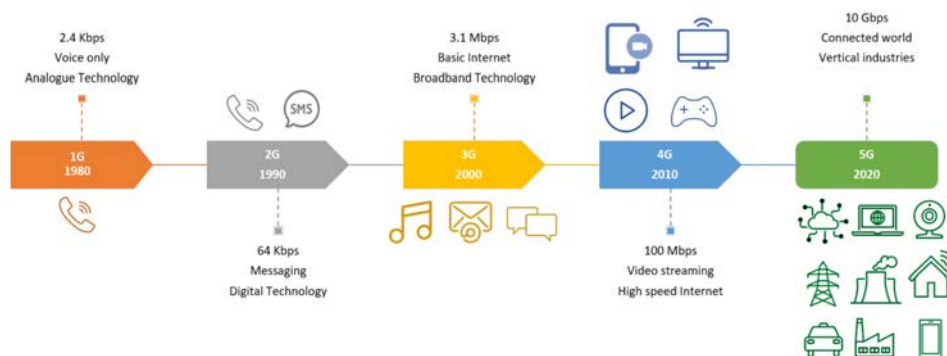 2.4 Kbps
Voice only
Analogue Technology
1G
1980
SMS
2G
1990
64 Kbps
Messaging
Digital Technology
3.1 Mbps
Basic Internet
Broadband Technology
3G
2000
4G
2010
100 Mbps
Video streaming
High speed Internet
10 Gbps
Connected world
Vertical industries
5G
2020